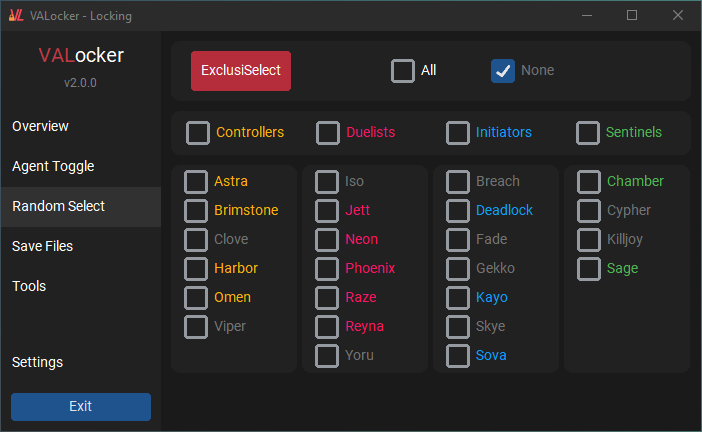 VALocker - Locking
VALocker
v2.0.0
Overview
Agent Toggle
Random Select
Save Files
Tools
Settings
Exit
ExclusiSelect
All
None
Controllers
Duelists
Initiators
Sentinels
Astra
Brimstone
Clove
Harbor
Omen
Viper
Iso
Jett
Neon
Phoenix
Raze
Reyna
Yoru
Breach
Deadlock
Fade
Gekko
Kayo
Skye
Sova
Chamber
Cypher
Killjoy
Sage